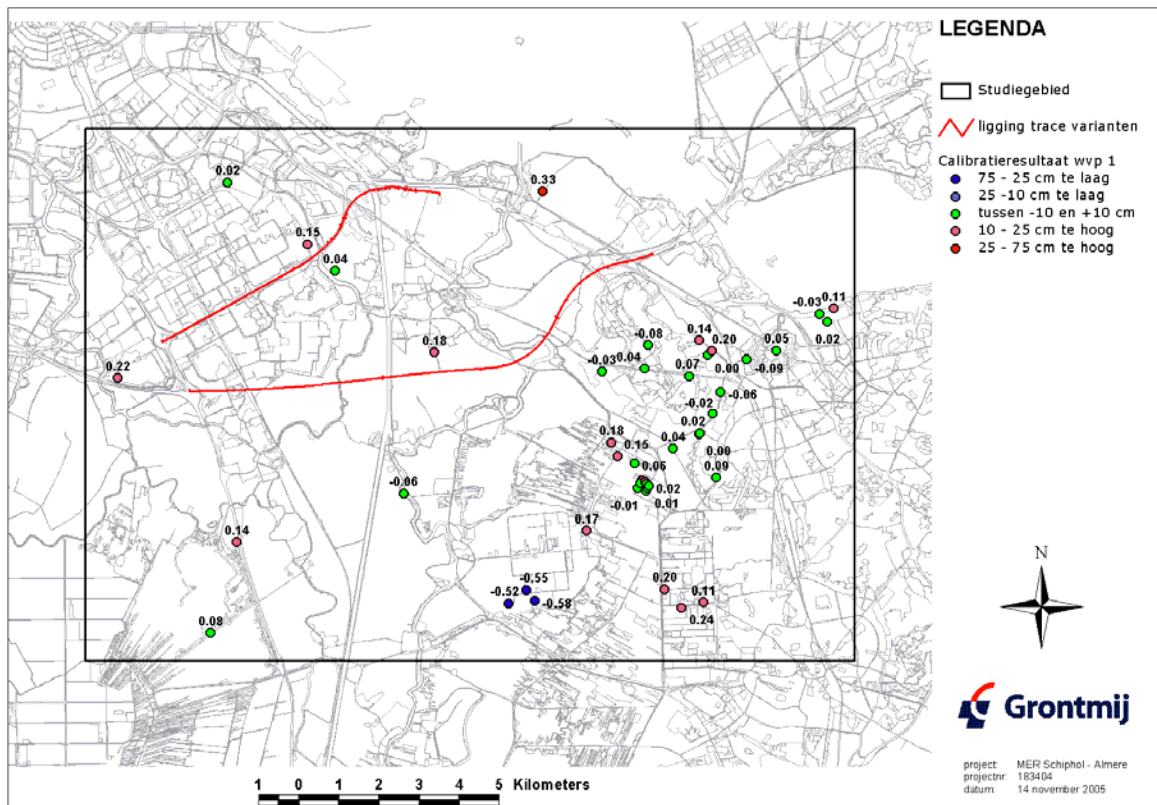 LEGENDA
Studiegebied
ligging trace varianten
Calibratieresultaat wvp 1
75 - 25 cm te laag
25 -10 cm te laag
tussen -10 en +10 cm
10 - 25 cm te hoog
25 - 75 cm te hoog
0.02
0.33
0.15
0.04
-0.03 0.11
0.02
0.14
-0.08
0.20
0.05
0.18
-0.03
0.04
0.07
0.00
-0.09
0.22
-0.06
-0.02
0.02
0.18
0.15
0.04
0.00
0.06
0.09
-0.06
0.02
-0.01
0.01
0.17
0.14
-0.55
0.20
-0.52
0.11
-0.58
0.24
0.08
N
Grontmij
project: MER Schiphol - Almere
projectnr: 183404
datum: 14 november 2005
1 0 1 2 3 4 5 Kilometers